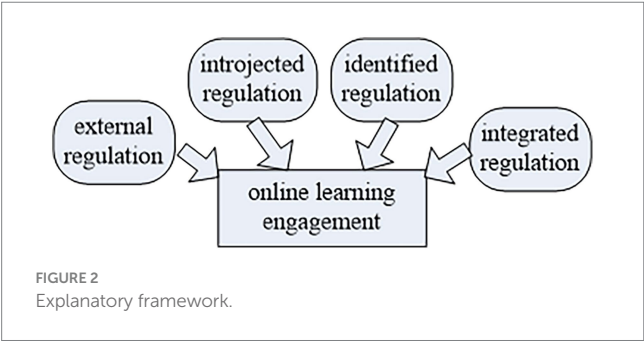 introjected
regulation
identified
regulation
external
regulation
integrated
regulation
online learning
engagement
FIGURE 2
Explanatory framework.